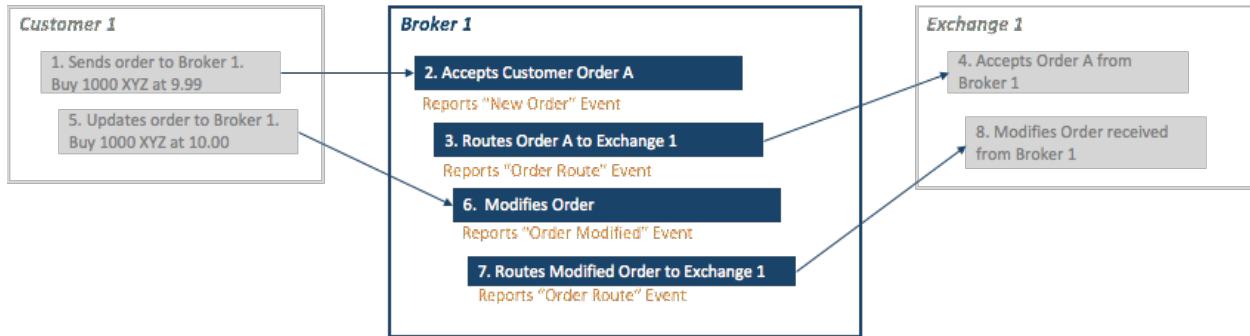 Customer 1
1. Sends order to Broker 1.
Buy 1000 XYZ at 9.99
5. Updates order to Broker 1.
Buy 1000 XYZ at 10.00
Broker 1
2. Accepts Customer Order A
Reports "New Order" Event
3. Routes Order A to Exchange 1
Reports "Order Route" Event
6. Modifies Order
Reports "Order Modified" Event
7. Routes Modified Order to Exchange 1
Reports "Order Route" Event
Exchange 1
4. Accepts Order A from
Broker 1
8. Modifies Order received
from Broker 1